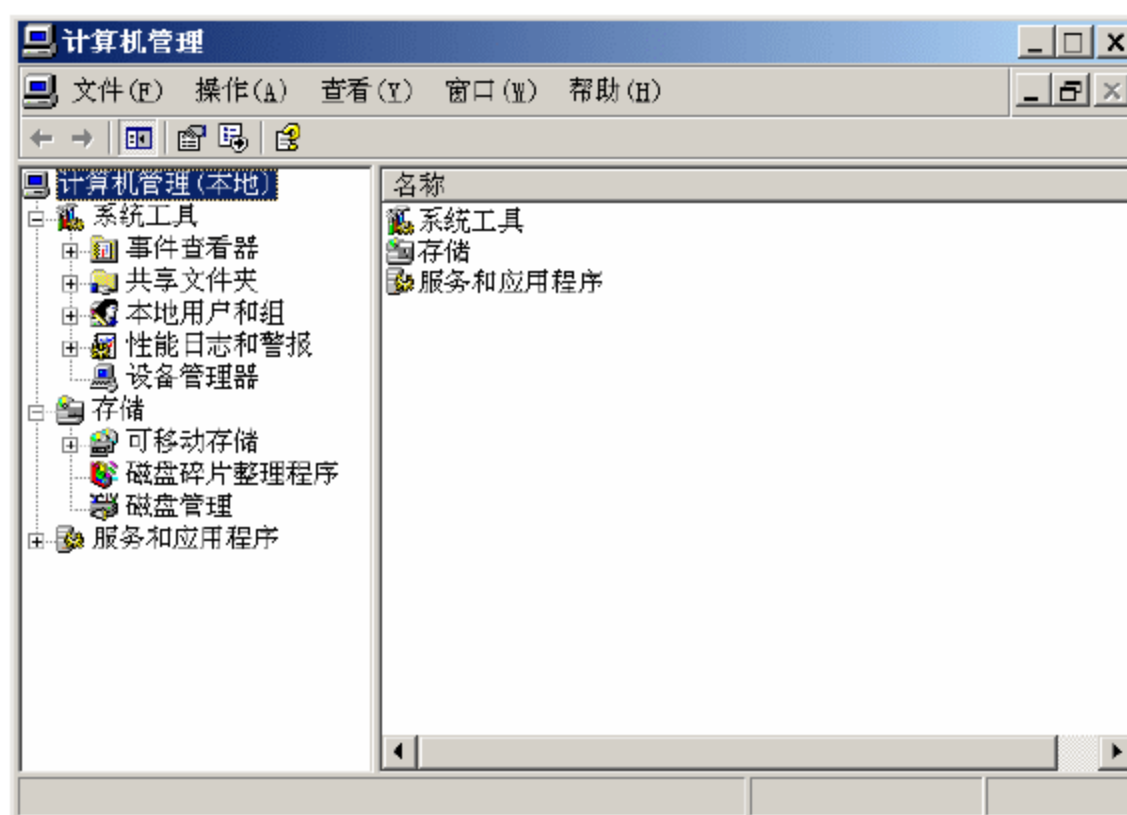 计算机管理
文件(F) 操作(A) 查看(V) 窗口(W) 帮助(H)
计算机管理(本地)
系统工具
事件查看器
共享文件夹
本地用户和组
性能日志和警报
设备管理器
存储
可移动存储
磁盘碎片整理程序
磁盘管理
服务和应用程序
名称
系统工具
存储
服务和应用程序